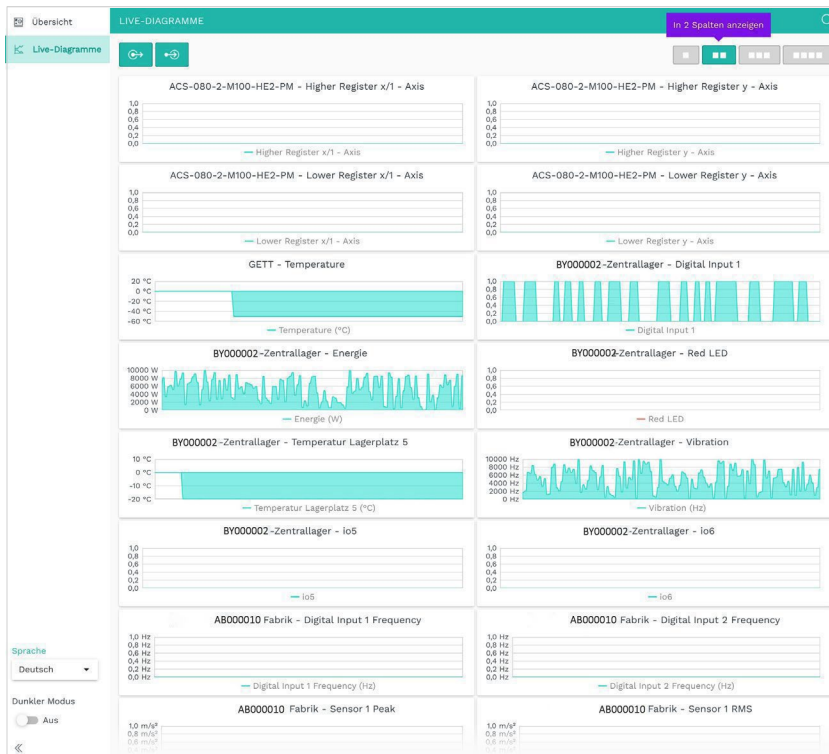 Übersicht
Live-Diagramme
LIVE-DIAGRAMME
In 2 Spalten anzeigen
ACS-080-2-M100-HE2-PM - Higher Register x/1 - Axis
1,0
0,8
0,6
0,4
0,2
0,0
Higher Register x/1 - Axis
ACS-080-2-M100-HE2-PM - Higher Register y - Axis
1,0
0,8
0,6
0,4
0,2
0,0
Higher Register y - Axis
ACS-080-2-M100-HE2-PM - Lower Register x/1 - Axis
1,0
0,8
0,6
0,4
0,2
0,0
Lower Register x/1 - Axis
ACS-080-2-M100-HE2-PM - Lower Register y - Axis
1,0
0,8
0,6
0,4
0,2
0,0
Lower Register y - Axis
GETT - Temperature
20 °C
0 °C
-20 °C
-40 °C
-60 °C
Temperature (°C)
BY000002-Zentrallager - Digital Input 1
1,0
0,8
0,6
0,4
0,2
0,0
Digital Input 1
BY000002-Zentrallager - Energie
10000 W
8000 W
6000 W
4000 W
2000 W
0 W
Energie (W)
BY000002-Zentrallager - Red LED
1,0
0,8
0,6
0,4
0,2
0,0
Red LED
BY000002-Zentrallager - Temperatur Lagerplatz 5
10 °C
0 °C
-10 °C
-20 °C
Temperatur Lagerplatz 5 (°C)
BY000002-Zentrallager - Vibration
10000 Hz
8000 Hz
6000 Hz
4000 Hz
2000 Hz
0 Hz
Vibration (Hz)
BY000002-Zentrallager - io5
1,0
0,8
0,6
0,4
0,2
0,0
io5
BY000002-Zentrallager - io6
1,0
0,8
0,6
0,4
0,2
0,0
io6
AB000010 Fabrik - Digital Input 1 Frequency
1,0 Hz
0,8 Hz
0,6 Hz
0,4 Hz
0,2 Hz
0,0 Hz
Digital Input 1 Frequency (Hz)
AB000010 Fabrik - Digital Input 2 Frequency
1,0 Hz
0,8 Hz
0,6 Hz
0,4 Hz
0,2 Hz
0,0 Hz
Digital Input 2 Frequency (Hz)
AB000010 Fabrik - Sensor 1 Peak
1,0 m/s²
0,8 m/s²
0,6 m/s²
AB000010 Fabrik - Sensor 1 RMS
1,0 m/s²
0,8 m/s²
0,6 m/s²
Sprache
Deutsch
Dunkler Modus
Aus